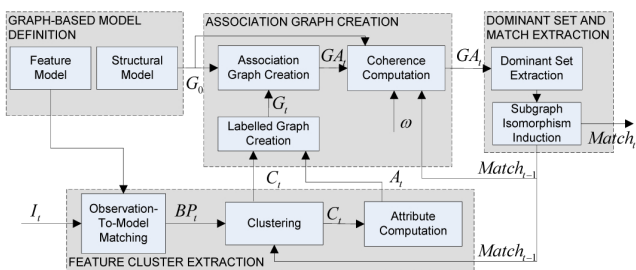 GRAPH-BASED MODEL
DEFINITION
Feature
Model
Structural
Model
G₀
ASSOCIATION GRAPH CREATION
Association
Graph Creation
GAₜ
Coherence
Computation
GAₜ
Gₜ
Labelled Graph
Creation
ω
DOMINANT SET AND
MATCH EXTRACTION
Dominant Set
Extraction
Subgraph
Isomorphism
Induction
Matchₜ
Matchₜ₋₁
Cₜ
Aₜ
Iₜ
Observation-
To-Model
Matching
BPₜ
Clustering
Cₜ
Attribute
Computation
Matchₜ₋₁
FEATURE CLUSTER EXTRACTION